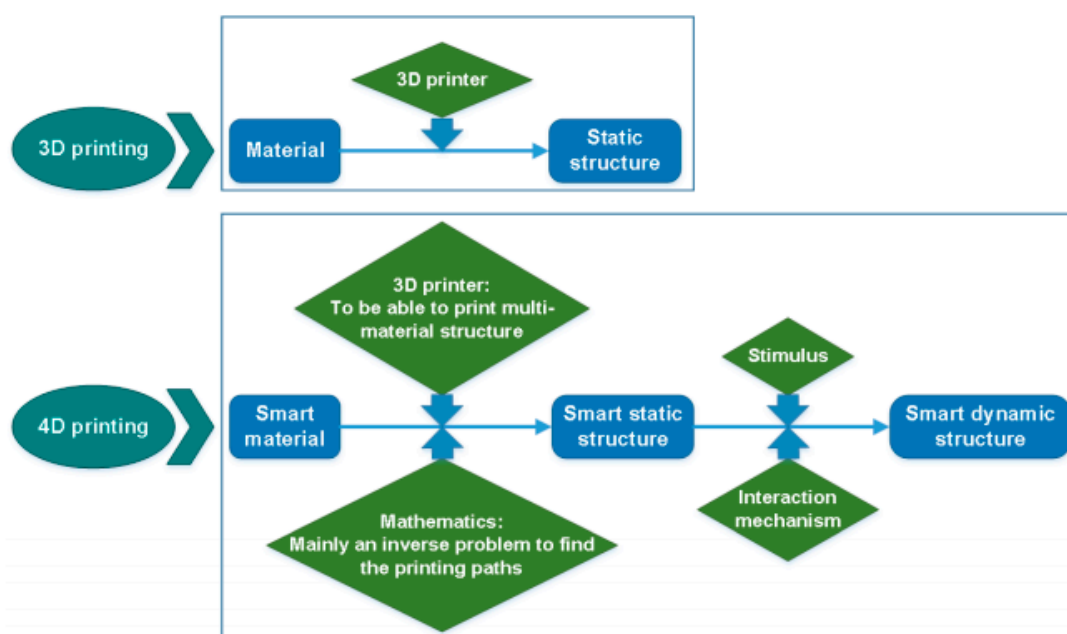 3D printer
3D printing
Material
Static
structure
3D printer:
To be able to print multi-
material structure
Stimulus
4D printing
Smart
material
Smart static
structure
Smart dynamic
structure
Interaction
mechanism
Mathematics:
Mainly an inverse problem to find
the printing paths